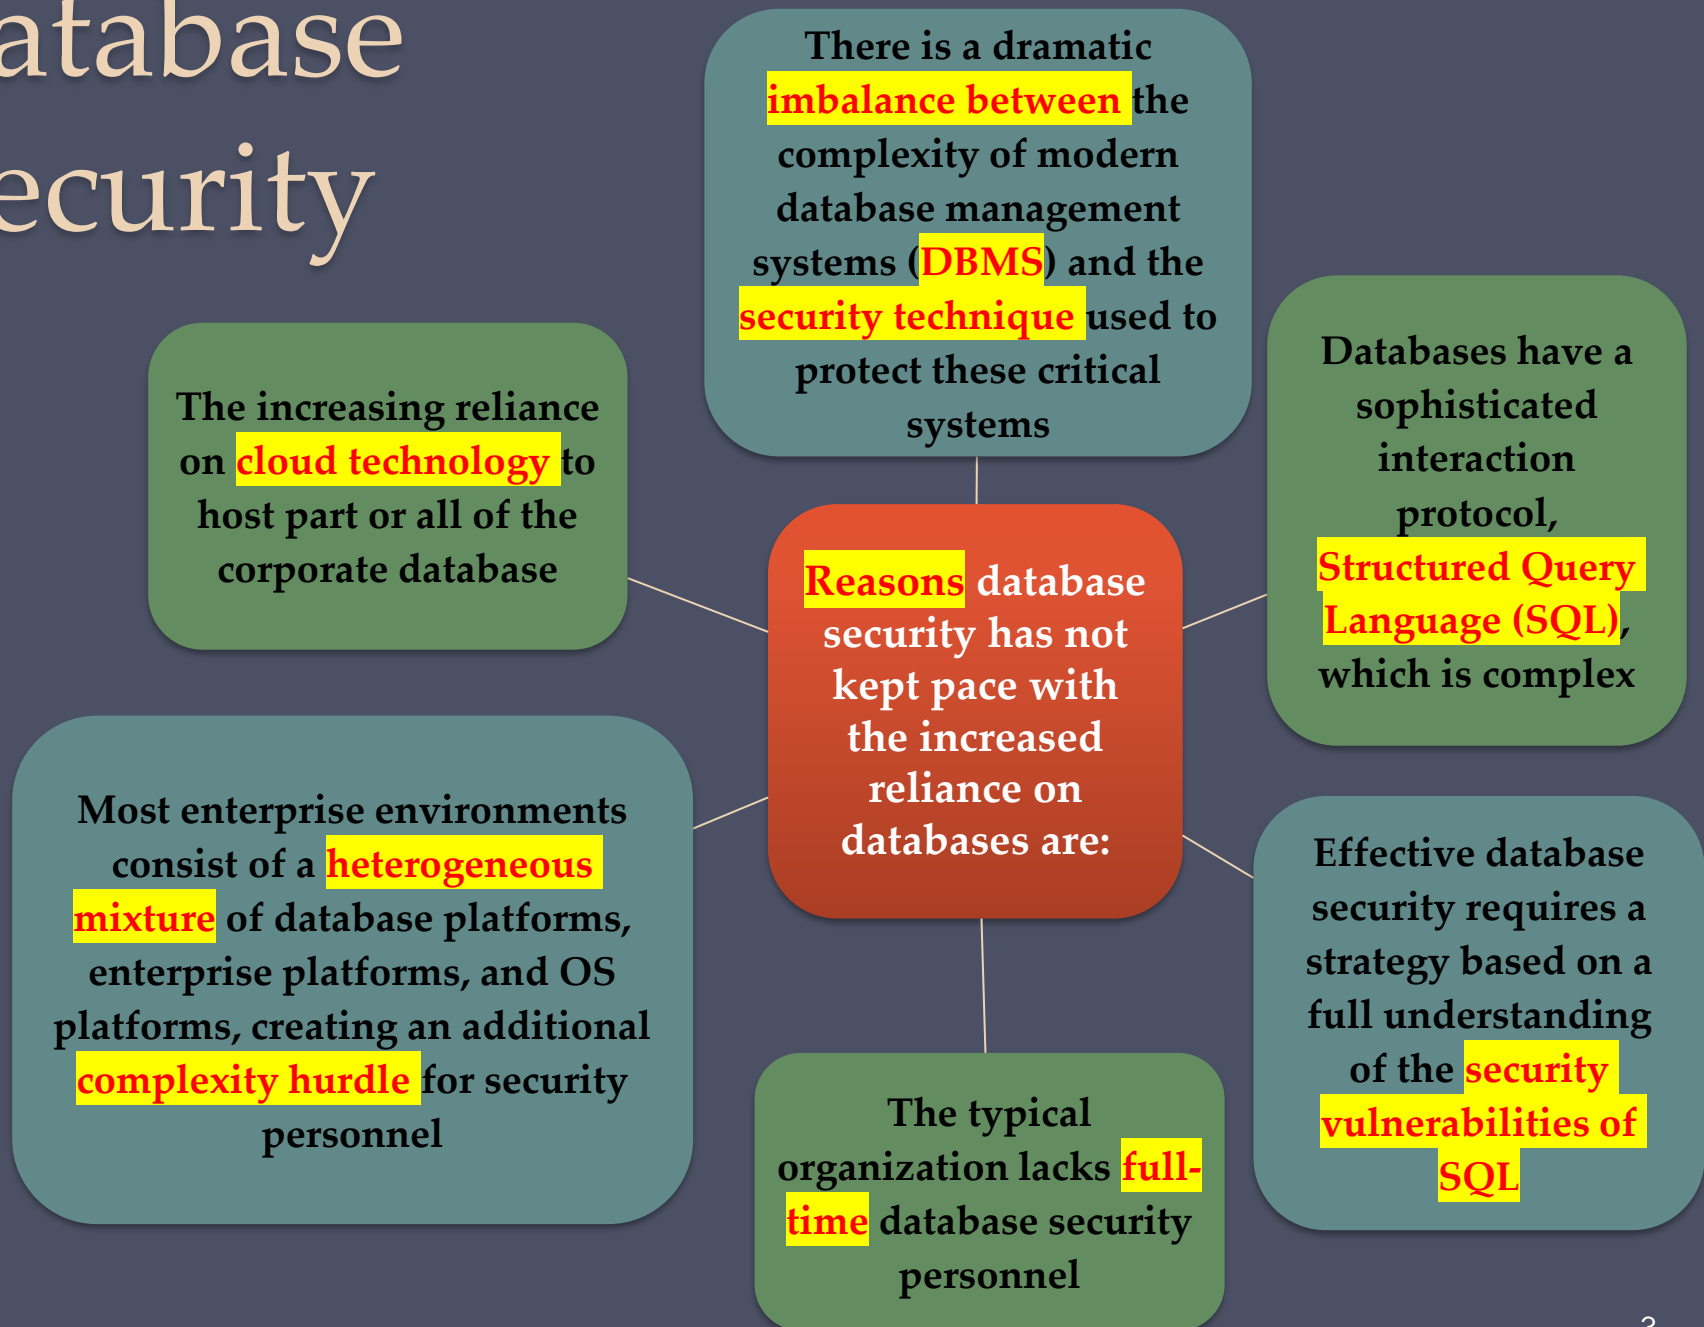 atabase
ecurity
There is a dramatic
imbalance between the
complexity of modern
database management
systems (DBMS) and the
security technique used to
protect these critical
systems
Databases have a
sophisticated
interaction
protocol,
Structured Query
Language (SQL),
which is complex
Effective database
security requires a
strategy based on a
full understanding
of the security
vulnerabilities of
SQL
The typical
organization lacks full-
time database security
personnel
Most enterprise environments
consist of a heterogeneous
mixture of database platforms,
enterprise platforms, and OS
platforms, creating an additional
complexity hurdle for security
personnel
The increasing reliance
on cloud technology to
host part or all of the
corporate database
Reasons database
security has not
kept pace with
the increased
reliance on
databases are:
3